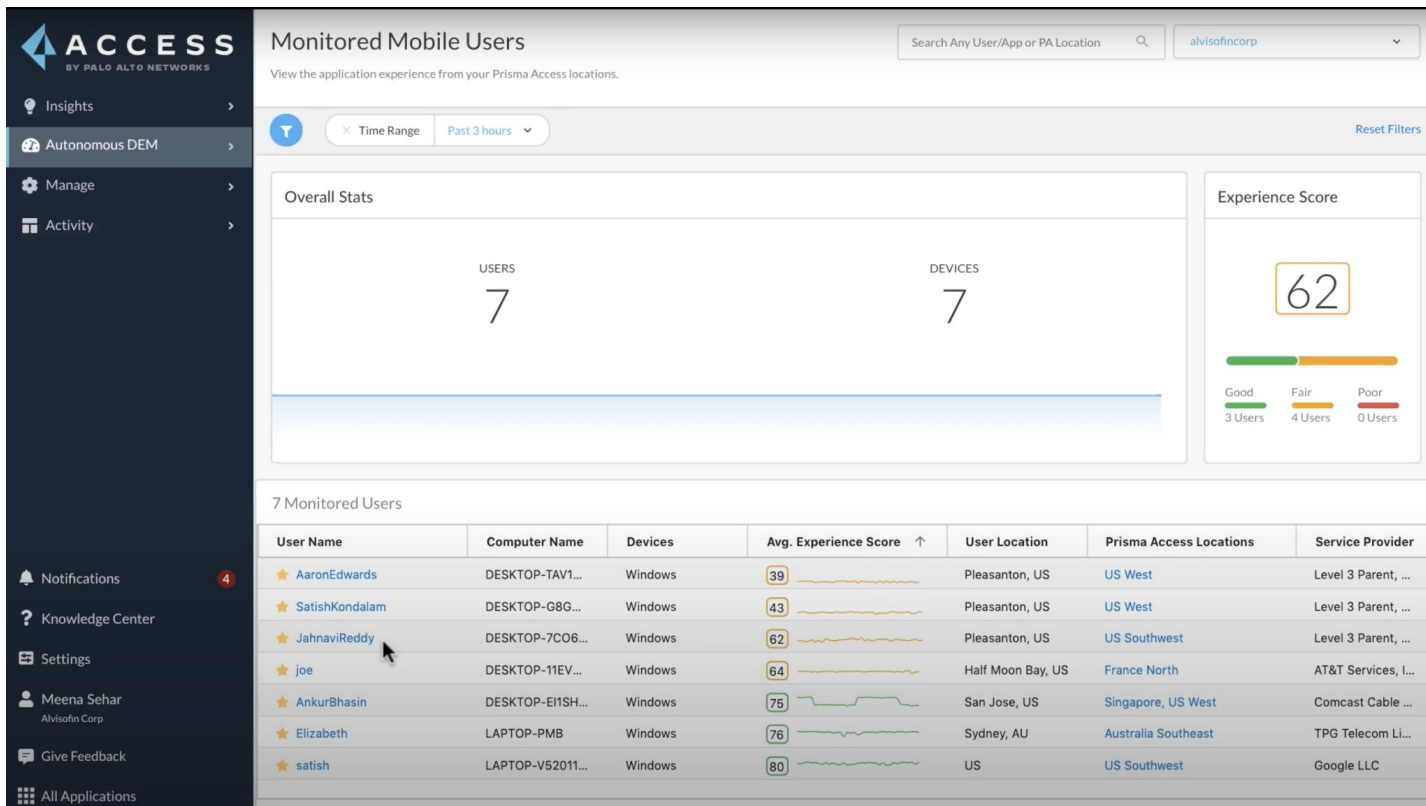 ACCESS
BY PALO ALTO NETWORKS
Insights
Autonomous DEM
Manage
Activity
Notifications 4
Knowledge Center
Settings
Meena Sehar
Alvisofin Corp
Give Feedback
All Applications
Monitored Mobile Users
View the application experience from your Prisma Access locations.
Search Any User/App or PA Location
alvisofincorp
Time Range Past 3 hours
Reset Filters
Overall Stats
USERS DEVICES
7 7
Experience Score
62
Good Fair Poor
3 Users 4 Users 0 Users
7 Monitored Users
User Name Computer Name Devices Avg. Experience Score User Location Prisma Access Locations Service Provider
AaronEdwards DESKTOP-TAV1... Windows 39 Pleasanton, US US West Level 3 Parent, ...
SatishKondalam DESKTOP-G8G... Windows 43 Pleasanton, US US West Level 3 Parent, ...
JahnaviReddy DESKTOP-7CO6... Windows 62 Pleasanton, US US Southwest Level 3 Parent, ...
joe DESKTOP-11EV... Windows 64 Half Moon Bay, US France North AT&T Services, I...
AnkurBhasin DESKTOP-EI1SH... Windows 75 San Jose, US Singapore, US West Comcast Cable ...
Elizabeth LAPTOP-PMB Windows 76 Sydney, AU Australia Southeast TPG Telecom Li...
satish LAPTOP-V52011... Windows 80 US US Southwest Google LLC